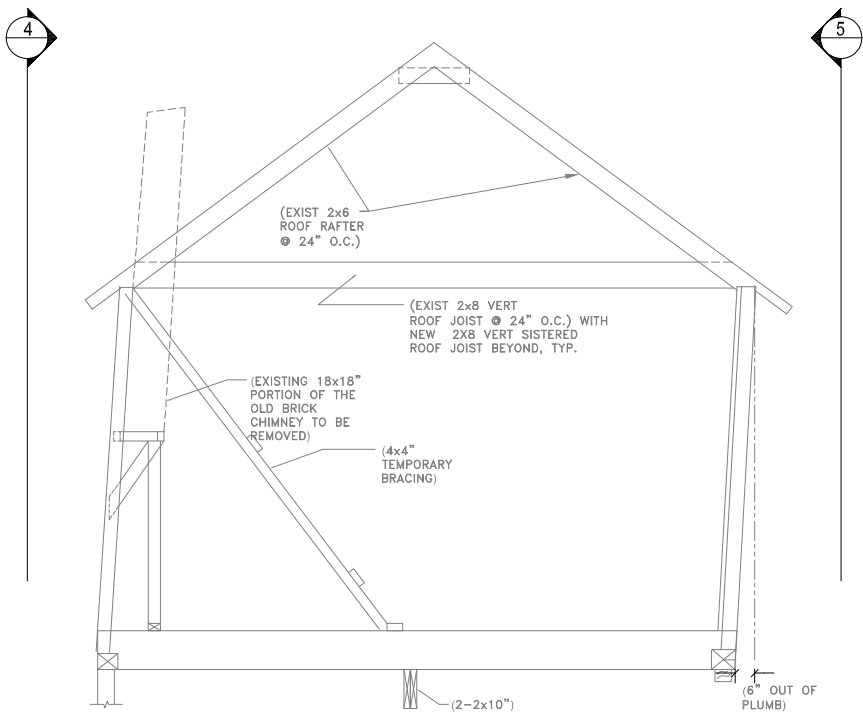 4
5
(EXIST 2x6
ROOF RAFTER
@ 24" O.C.)
(EXIST 2x8 VERT
ROOF JOIST @ 24" O.C.) WITH
NEW 2X8 VERT SISTERED
ROOF JOIST BEYOND, TYP.
(EXISTING 18x18"
PORTION OF THE
OLD BRICK
CHIMNEY TO BE
REMOVED)
(4x4"
TEMPORARY
BRACING)
(6" OUT OF
PLUMB)
(2-2x10")